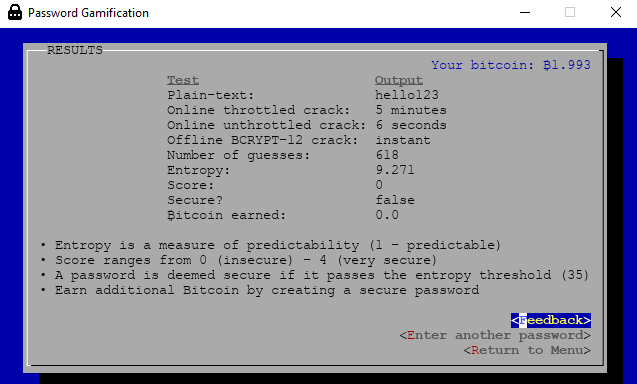 Password Gamification
RESULTS
Your bitcoin: ₿1.993
Test Output
Plain-text: hello123
Online throttled crack: 5 minutes
Online unthrottled crack: 6 seconds
Offline BCRYPT-12 crack: instant
Number of guesses: 618
Entropy: 9.271
Score: 0
Secure? false
₿itcoin earned: 0.0
• Entropy is a measure of predictability (1 - predictable)
• Score ranges from 0 (insecure) - 4 (very secure)
• A password is deemed secure if it passes the entropy threshold (35)
• Earn additional Bitcoin by creating a secure password
<Feedback>
<Enter another password>
<Return to Menu>